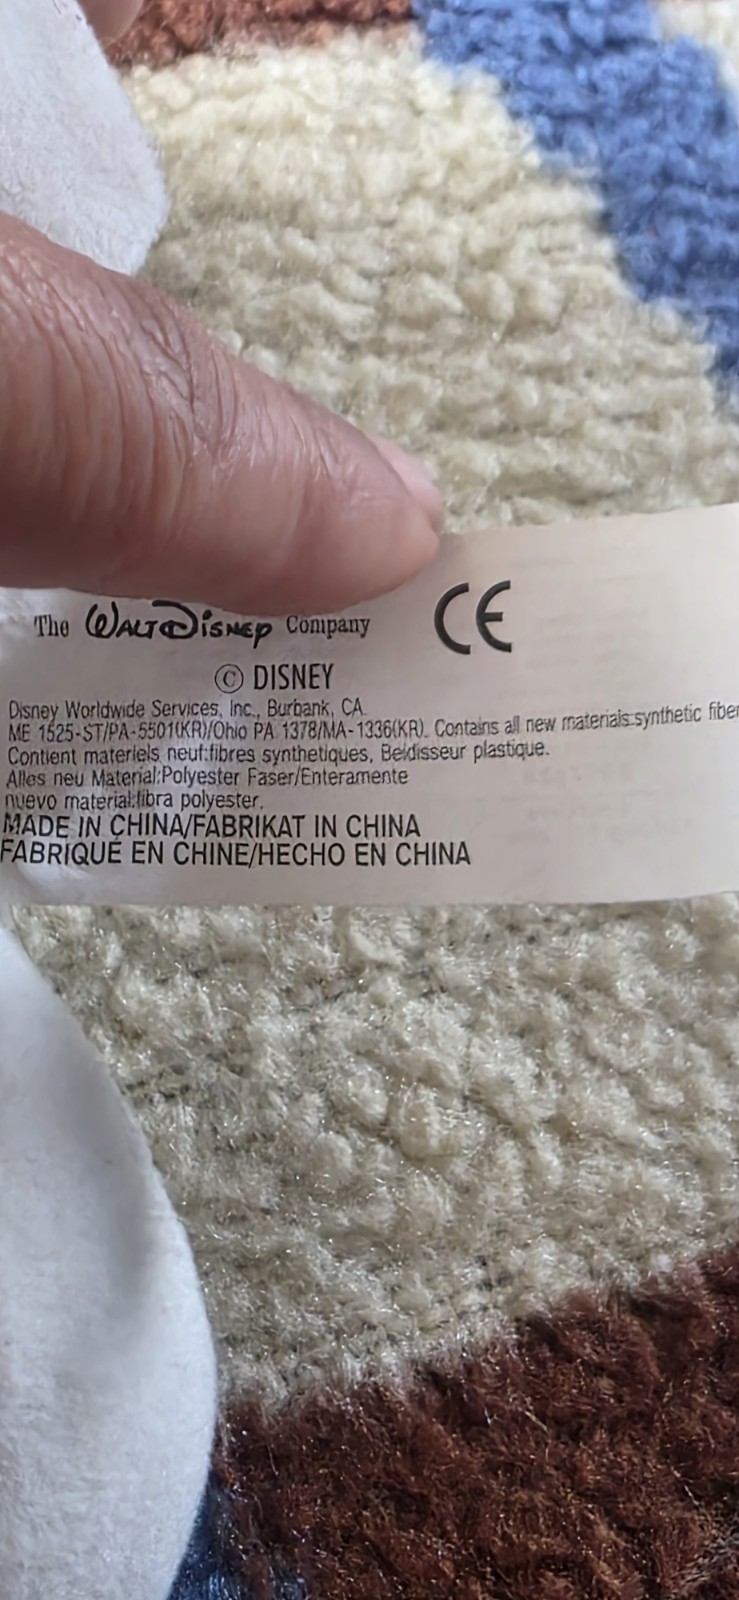 The WALT DISNEY Company CE
© DISNEY
Disney Worldwide Services, Inc., Burbank, CA.
ME 1525-ST/PA-5501(KR)/Ohio PA 1378/MA-1336(KR). Contains all new materials:synthetic fiber
Contient materiels neuf:fibres synthetiques, Beldisseur plastique.
Alles neu Material:Polyester Faser/Enteramente
nuevo material:fibra polyester.
MADE IN CHINA/FABRIKAT IN CHINA
FABRIQUÉ EN CHINE/HECHO EN CHINA